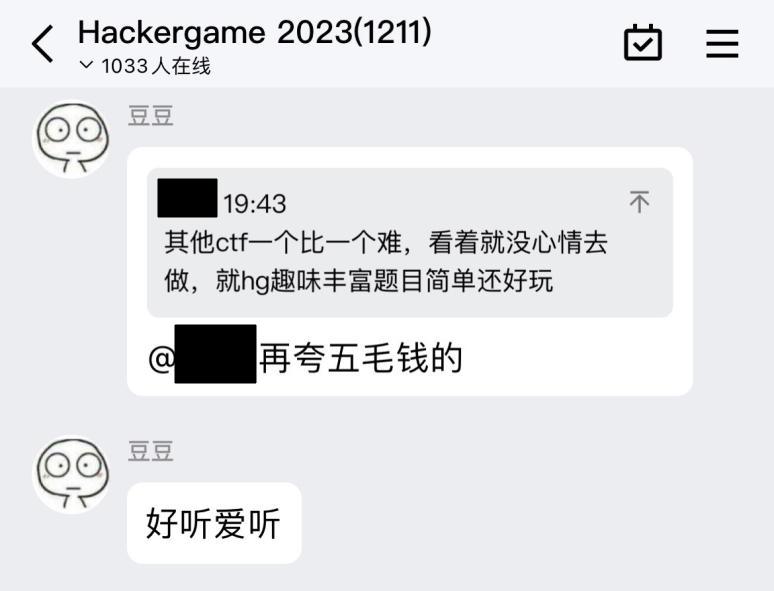 Hackergame 2023(1211)
1033人在线
豆豆
19:43
其他ctf一个比一个难，看着就没心情去
做，就hg趣味丰富题目简单还好玩
@再夸五毛钱的
豆豆
好听爱听